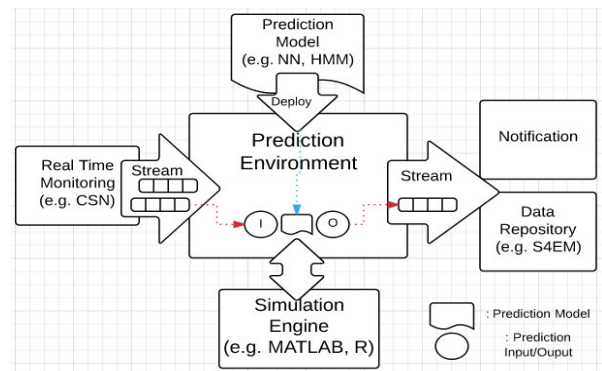 Prediction
Model
(e.g. NN, HMM)
Deploy
Prediction
Environment
Real Time
Monitoring
(e.g. CSN)
Stream
I
O
Stream
Notification
Data
Repository
(e.g. S4EM)
Simulation
Engine
(e.g. MATLAB, R)
: Prediction Model
: Prediction
Input/Ouput